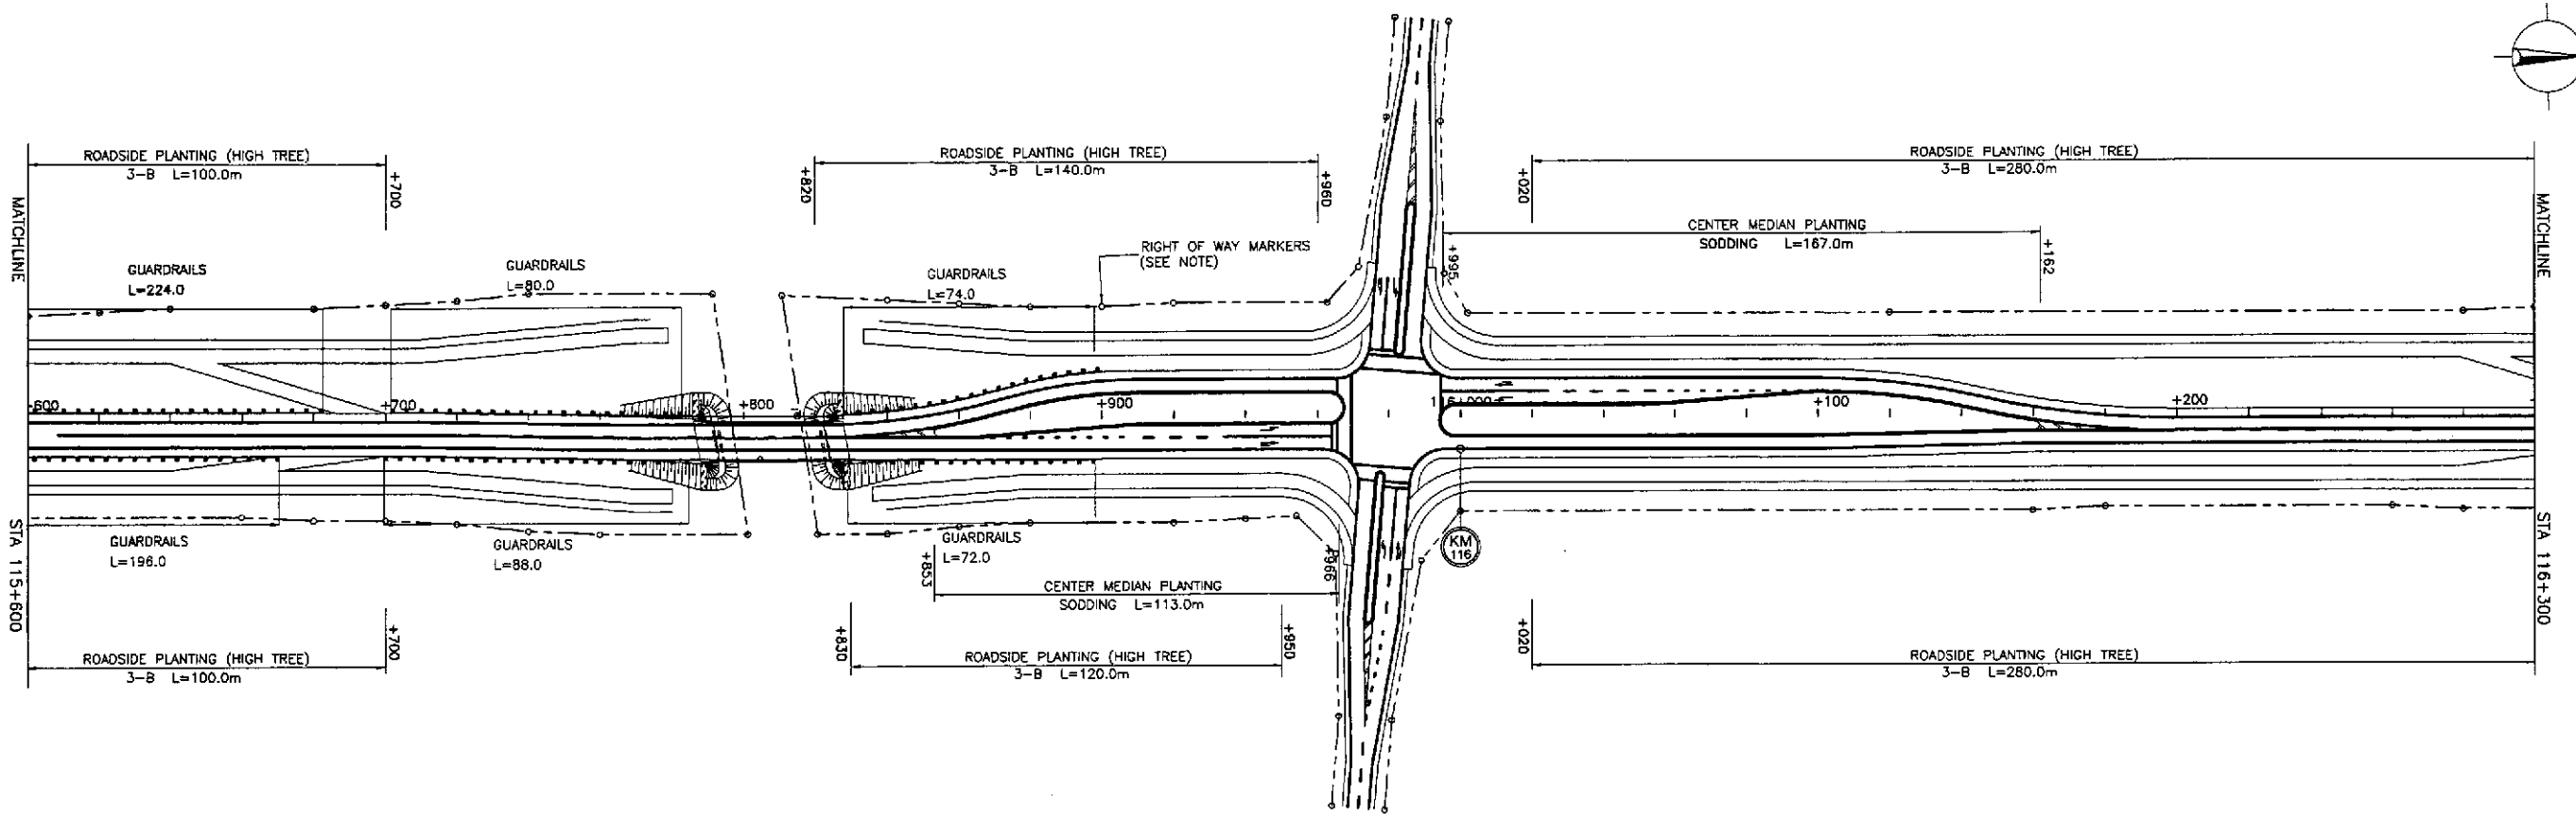 ROADSIDE PLANTING (HIGH TREE)
3-B L=100.0m
+700
+820
ROADSIDE PLANTING (HIGH TREE)
3-B L=140.0m
+960
+020
ROADSIDE PLANTING (HIGH TREE)
3-B L=280.0m
MATCHLINE
MATCHLINE
CENTER MEDIAN PLANTING
SODDING L=167.0m
+995
+162
RIGHT OF WAY MARKERS
(SEE NOTE)
GUARDRAILS
L=224.0
GUARDRAILS
L=80.0
GUARDRAILS
L=74.0
+700
+800
+900
116+000
+100
+200
GUARDRAILS
L=196.0
GUARDRAILS
L=88.0
GUARDRAILS
L=72.0
+853
+966
CENTER MEDIAN PLANTING
SODDING L=113.0m
KM
116
STA 115+600
STA 116+300
ROADSIDE PLANTING (HIGH TREE)
3-B L=100.0m
+700
+830
ROADSIDE PLANTING (HIGH TREE)
3-B L=120.0m
+950
+020
ROADSIDE PLANTING (HIGH TREE)
3-B L=280.0m